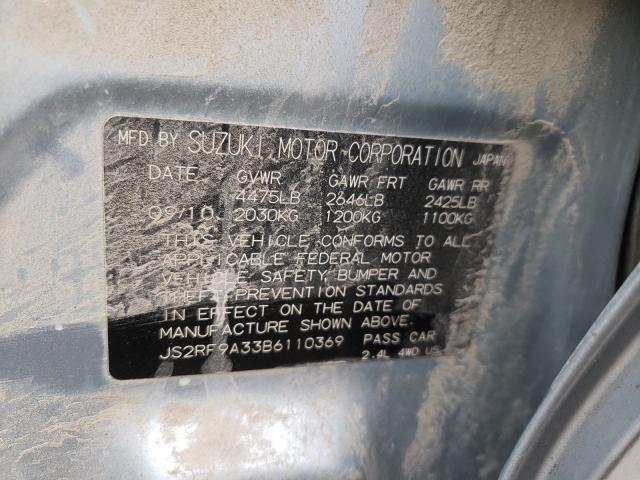 MFD BY SUZUKI MOTOR CORPORATION JAPAN
DATE GVWR GAWR FRT GAWR RR
4475LB 2646LB 2425LB
09/10 2030KG 1200KG 1100KG
THIS VEHICLE CONFORMS TO ALL
APPLICABLE FEDERAL MOTOR
VEHICLE SAFETY, BUMPER AND
THEFT PREVENTION STANDARDS
IN EFFECT ON THE DATE OF
MANUFACTURE SHOWN ABOVE.
JS2RF9A33B6110369 PASS CAR
2.4L 4WD US